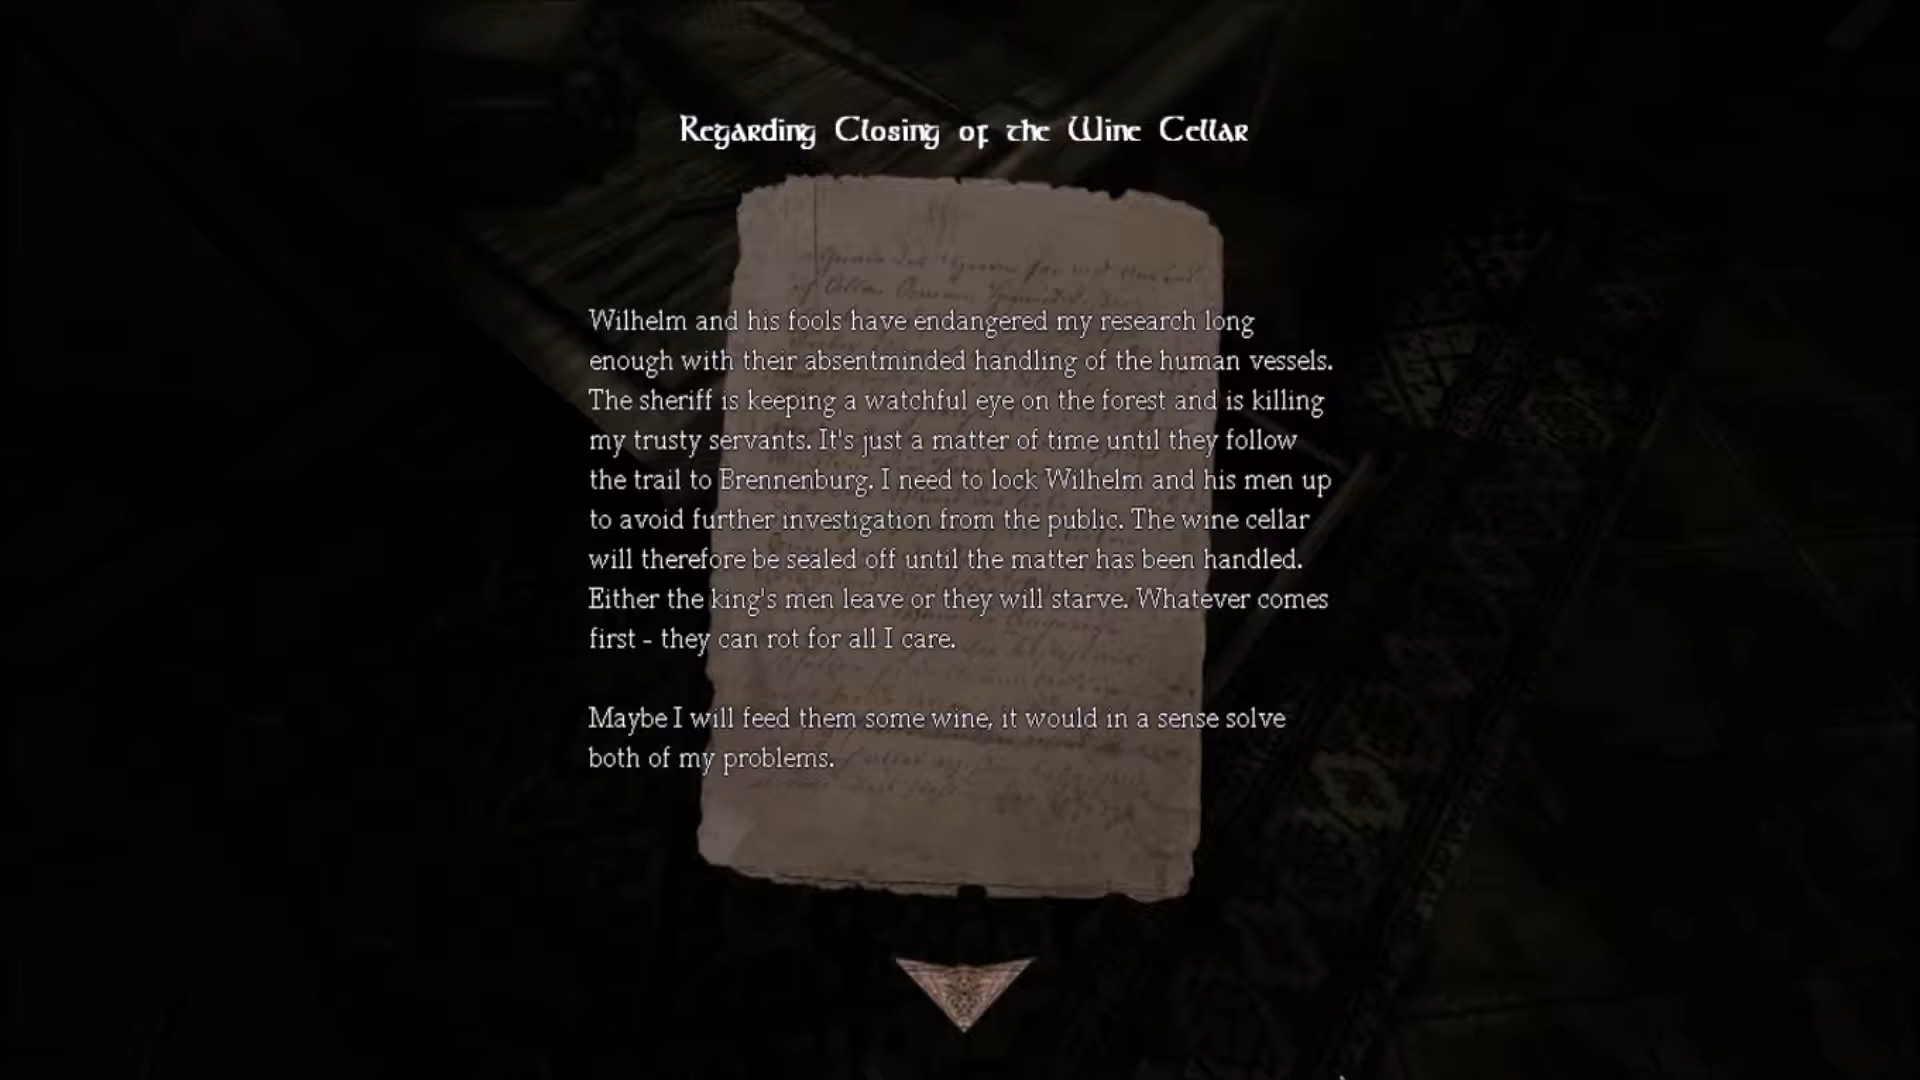 Regarding Closing of the Wine Cellar
Wilhelm and his fools have endangered my research long
enough with their absentminded handling of the human vessels.
The sheriff is keeping a watchful eye on the forest and is killing
my trusty servants. It's just a matter of time until they follow
the trail to Brennenburg. I need to lock Wilhelm and his men up
to avoid further investigation from the public. The wine cellar
will therefore be sealed off until the matter has been handled.
Either the king's men leave or they will starve. Whatever comes
first - they can rot for all I care.
Maybe I will feed them some wine, it would in a sense solve
both of my problems.